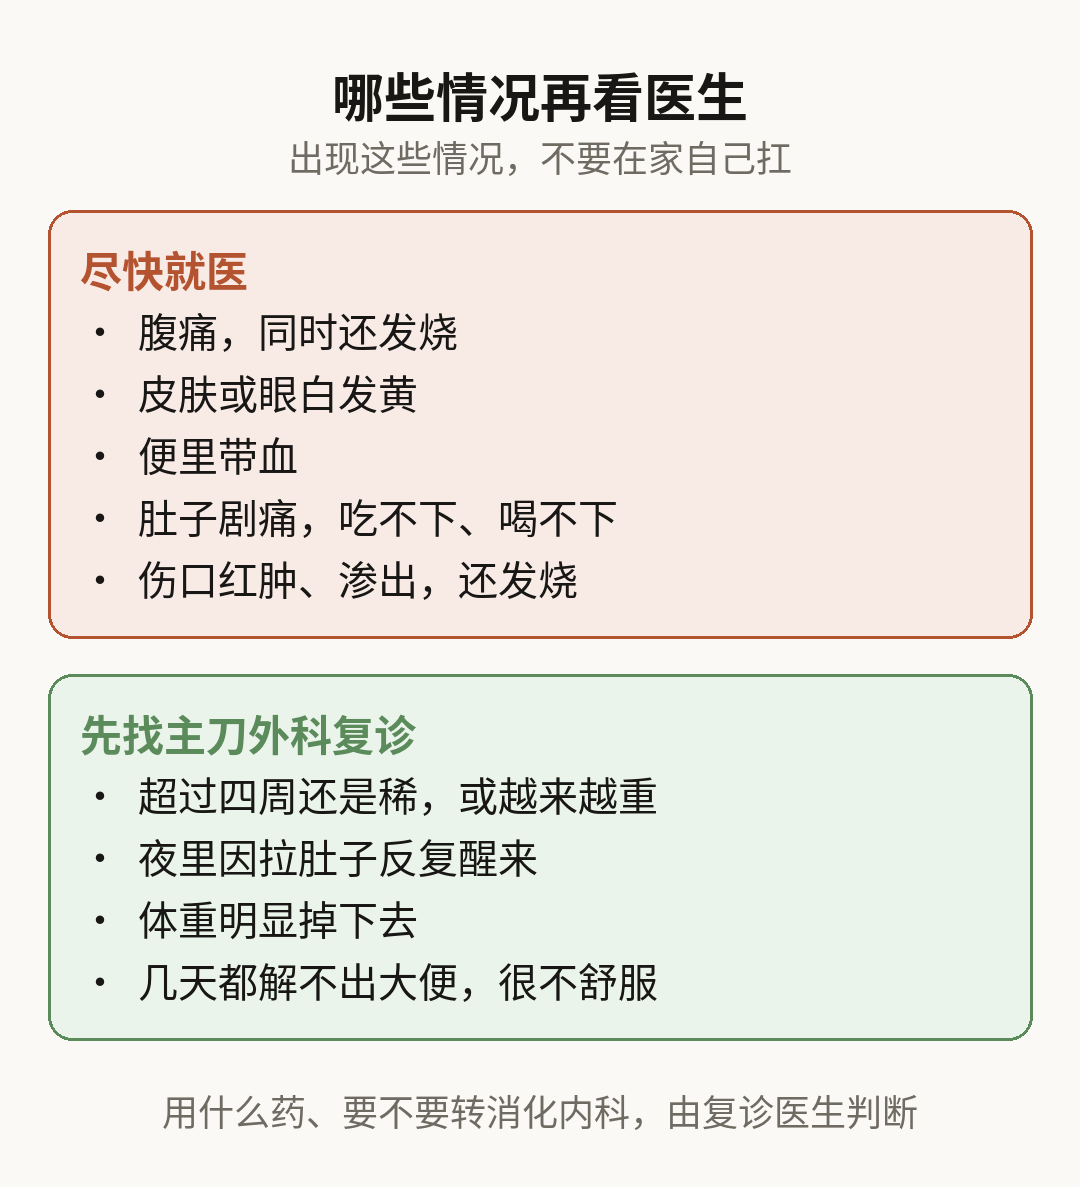 哪些情况再看医生
出现这些情况，不要在家自己扛
尽快就医
• 腹痛，同时还发烧
• 皮肤或眼白发黄
• 便里带血
• 肚子剧痛，吃不下、喝不下
• 伤口红肿、渗出，还发烧
先找主刀外科复诊
• 超过四周还是稀，或越来越重
• 夜里因拉肚子反复醒来
• 体重明显掉下去
• 几天都解不出大便，很不舒服
用什么药、要不要转消化内科，由复诊医生判断